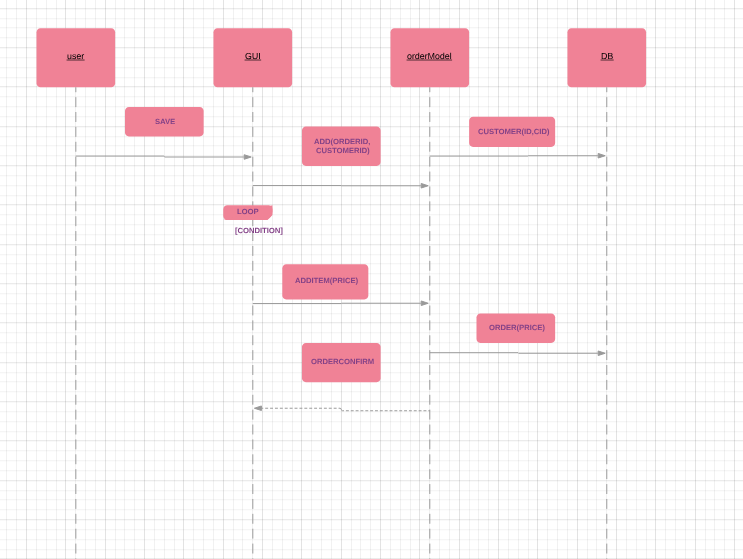 user
GUI
orderModel
DB
SAVE
ADD(ORDERID,
CUSTOMERID)
CUSTOMER(ID,CID)
LOOP
[CONDITION]
ADDITEM(PRICE)
ORDER(PRICE)
ORDERCONFIRM